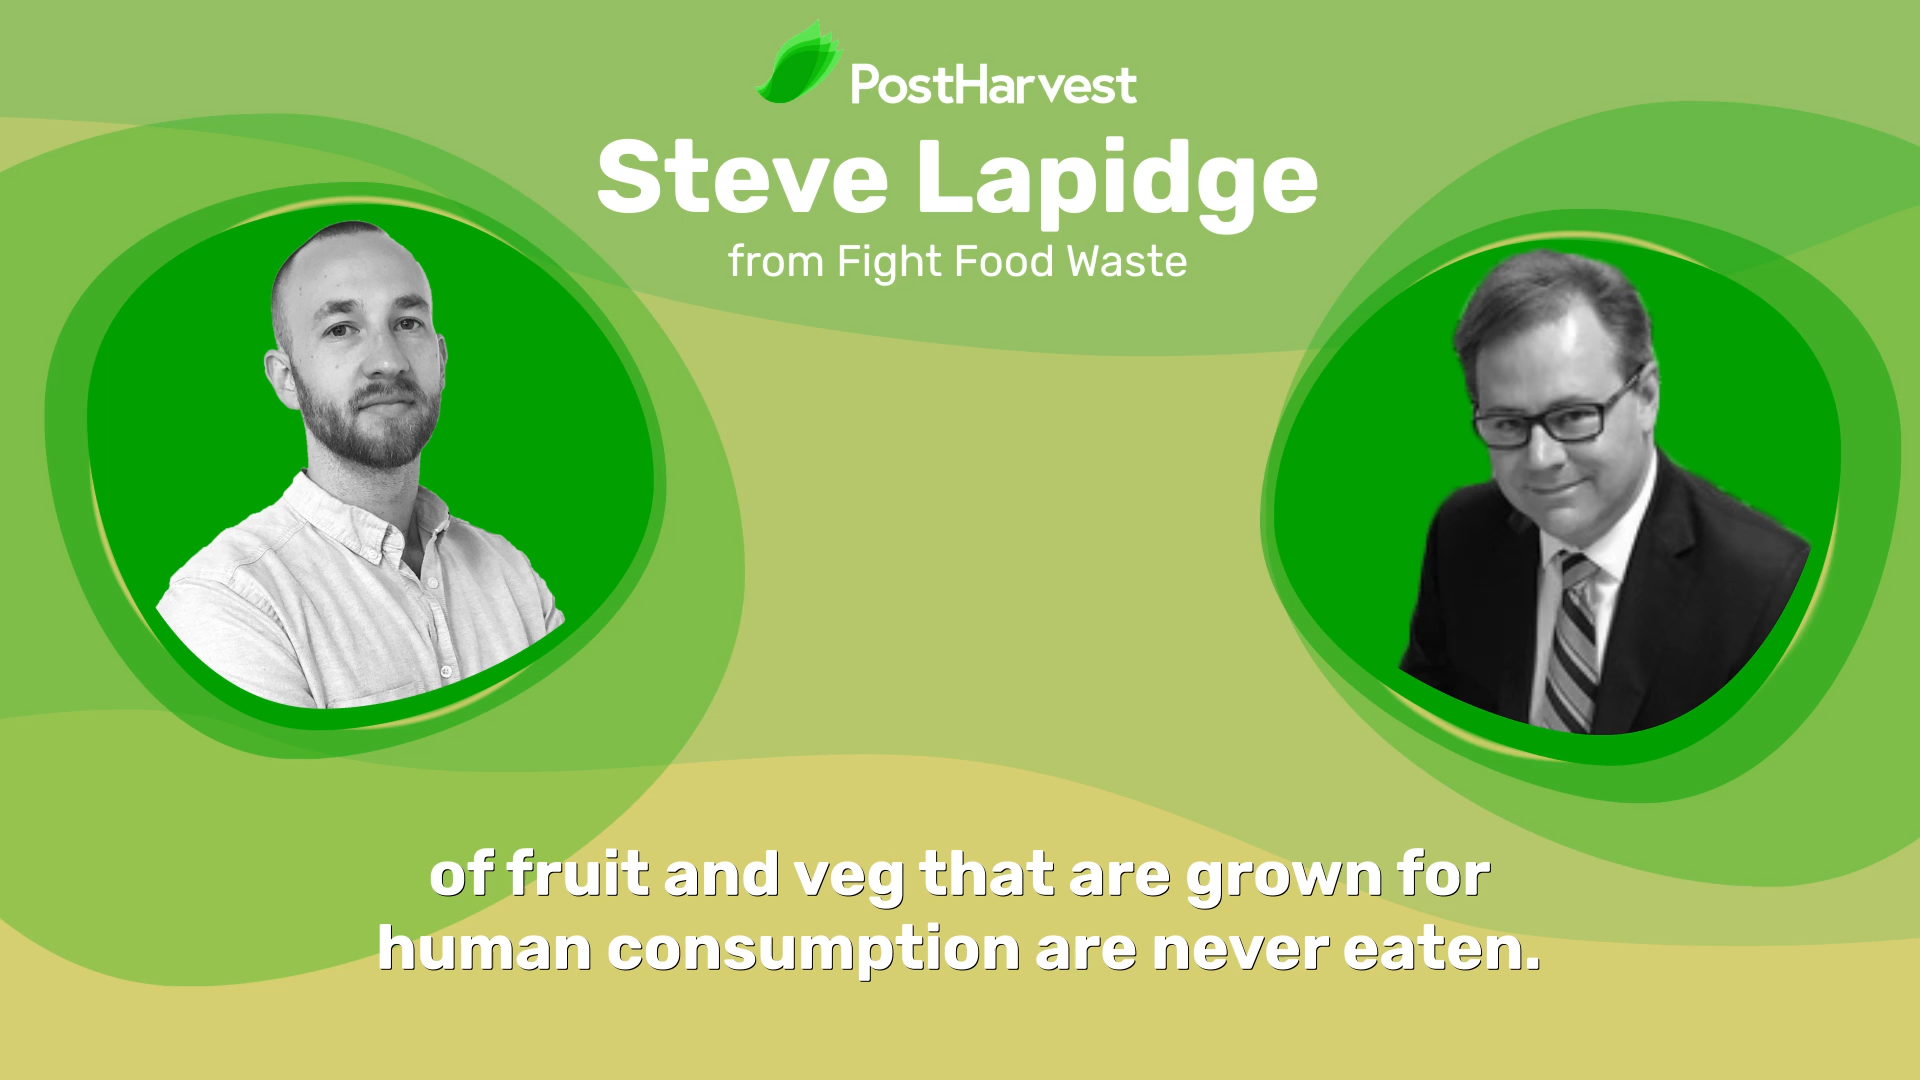 PostHarvest
Steve Lapidge
from Fight Food Waste
of fruit and veg that are grown for
human consumption are never eaten.